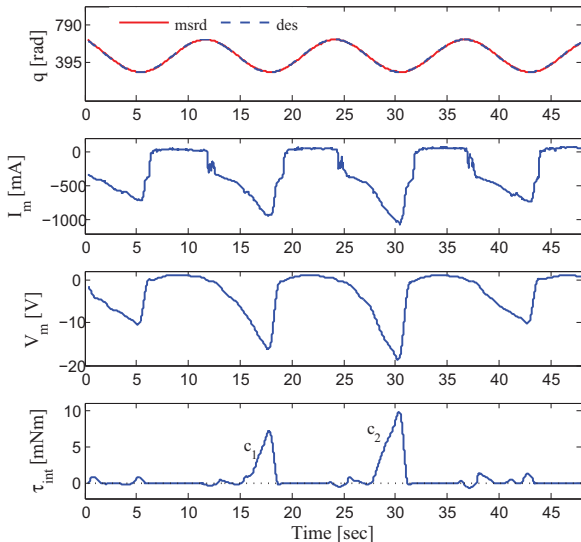 790
395
q [rad]
msrd des
0 5 10 15 20 25 30 35 40 45
0
−500
−1000
I_m [mA]
0 5 10 15 20 25 30 35 40 45
0
−10
−20
V_m [V]
0 5 10 15 20 25 30 35 40 45
10
5
0
τ_int [mNm]
c_1
c_2
0 5 10 15 20 25 30 35 40 45
Time [sec]